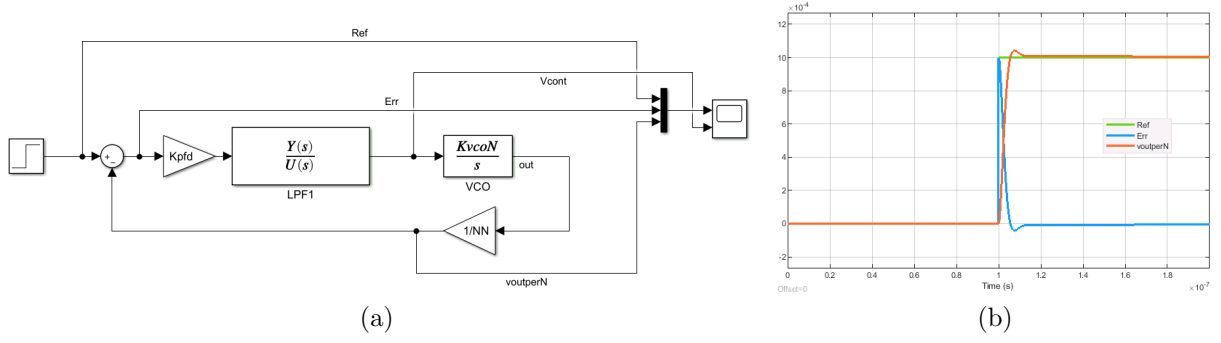 Ref
Vcont
Err
+
−
Kpfd
Y(s)
U(s)
LPF1
KvcoN
s
VCO
out
1/NN
voutperN
(a)
×10⁻⁴
12
10
8
6
4
2
0
-2
Ref
Err
voutperN
0 0.2 0.4 0.6 0.8 1 1.2 1.4 1.6 1.8 2
Time (s)
×10⁻⁷
Offset=0
(b)